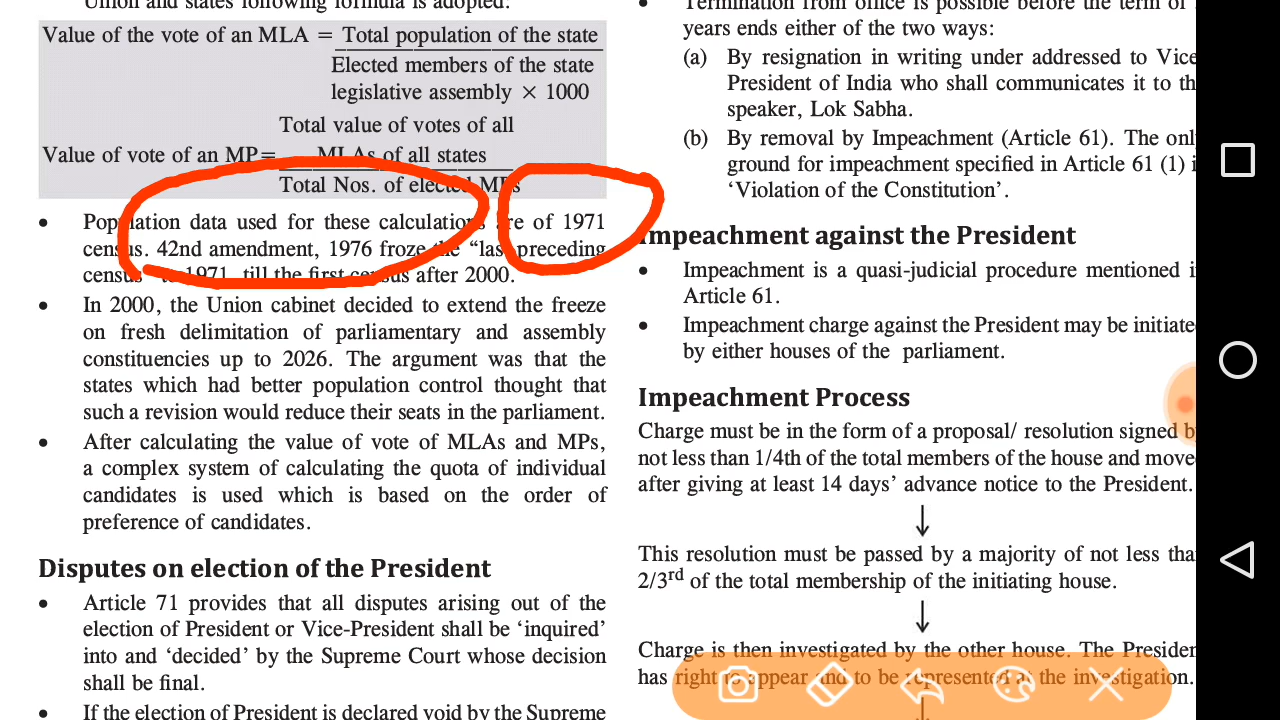 Union and states following formula is adopted:
Value of the vote of an MLA = Total population of the state
Elected members of the state
legislative assembly × 1000
Total value of votes of all
Value of vote of an MP= MLAs of all states
Total Nos. of elected MPs
• Population data used for these calculations are of 1971
census. 42nd amendment, 1976 froze the “last preceding
census” to 1971, till the first census after 2000.
• In 2000, the Union cabinet decided to extend the freeze
on fresh delimitation of parliamentary and assembly
constituencies up to 2026. The argument was that the
states which had better population control thought that
such a revision would reduce their seats in the parliament.
• After calculating the value of vote of MLAs and MPs,
a complex system of calculating the quota of individual
candidates is used which is based on the order of
preference of candidates.
Disputes on election of the President
• Article 71 provides that all disputes arising out of the
election of President or Vice-President shall be ‘inquired’
into and ‘decided’ by the Supreme Court whose decision
shall be final.
• If the election of President is declared void by the Supreme
• Termination from office is possible before the term of
years ends either of the two ways:
(a) By resignation in writing under addressed to Vice
President of India who shall communicates it to th
speaker, Lok Sabha.
(b) By removal by Impeachment (Article 61). The onl
ground for impeachment specified in Article 61 (1) i
‘Violation of the Constitution’.
Impeachment against the President
• Impeachment is a quasi-judicial procedure mentioned i
Article 61.
• Impeachment charge against the President may be initiate
by either houses of the parliament.
Impeachment Process
Charge must be in the form of a proposal/ resolution signed b
not less than 1/4th of the total members of the house and move
after giving at least 14 days’ advance notice to the President.
This resolution must be passed by a majority of not less tha
2/3rd of the total membership of the initiating house.
Charge is then investigated by the other house. The Presiden
has right to appear and to be represented at the investigation.